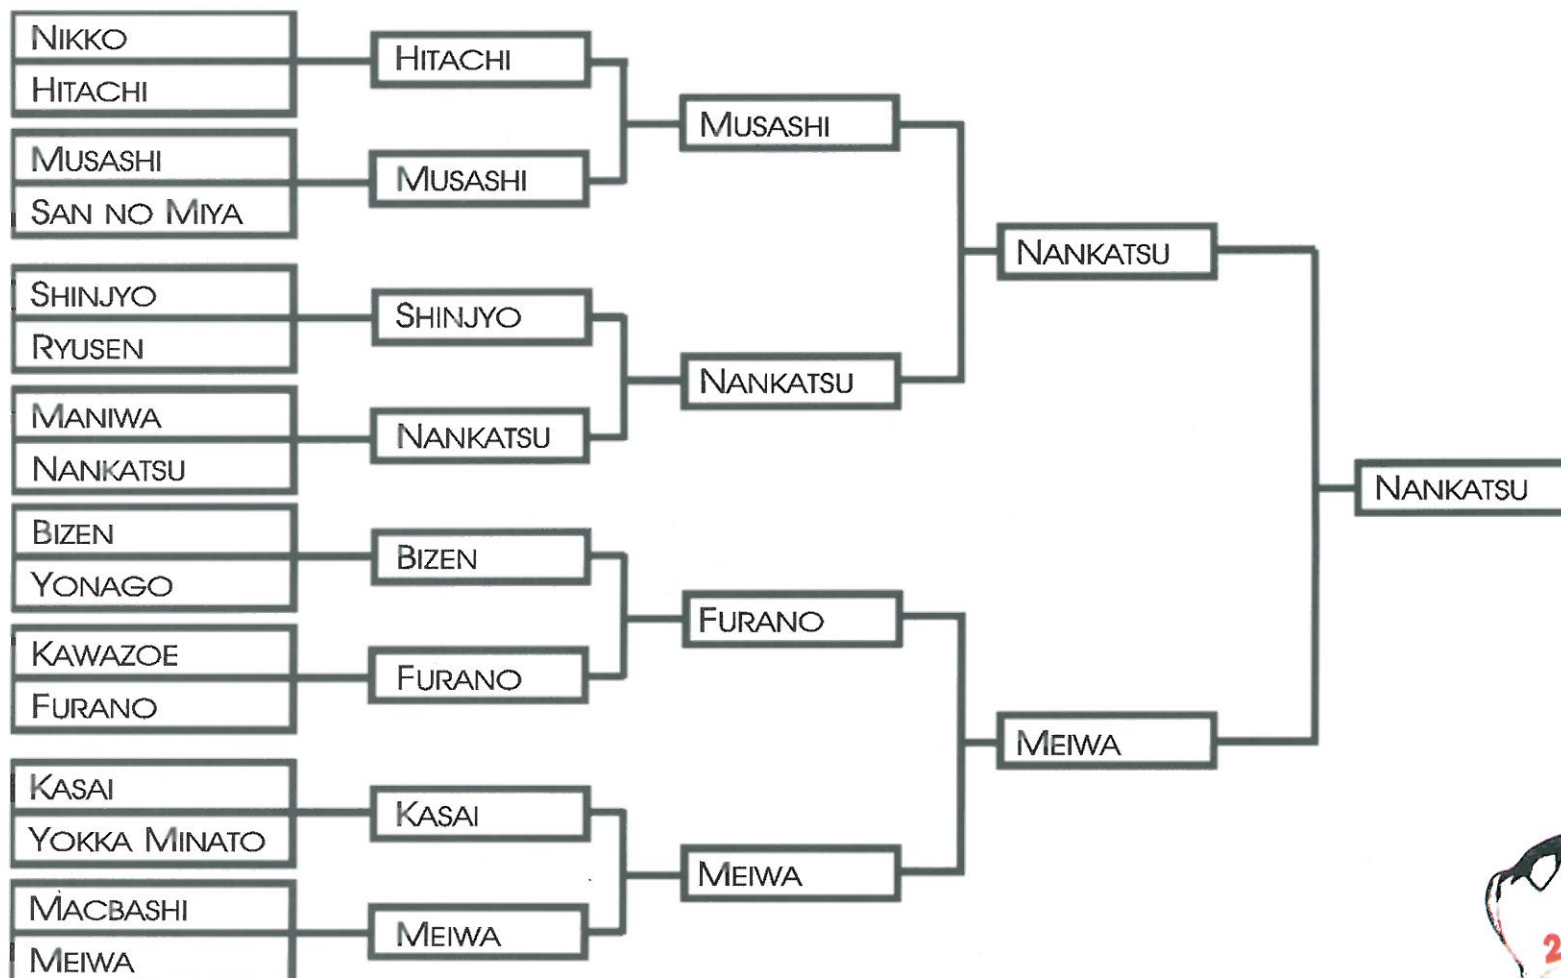 NIKKO
HITACHI
MUSASHI
SAN NO MIYA
SHINJYO
RYUSEN
MANIWA
NANKATSU
BIZEN
YONAGO
KAWAZOE
FURANO
KASAI
YOKKA MINATO
MACBASHI
MEIWA
HITACHI
MUSASHI
SHINJYO
NANKATSU
BIZEN
FURANO
KASAI
MEIWA
MUSASHI
NANKATSU
FURANO
MEIWA
NANKATSU
MEIWA
NANKATSU
2